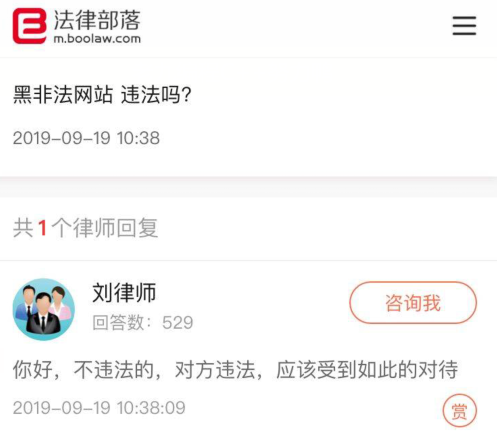 法律部落
m.boolaw.com
黑非法网站 违法吗？
2019-09-19 10:38
共1个律师回复
刘律师
回答数：529
咨询我
你好，不违法的，对方违法，应该受到如此的对待
2019-09-19 10:38:09
赏